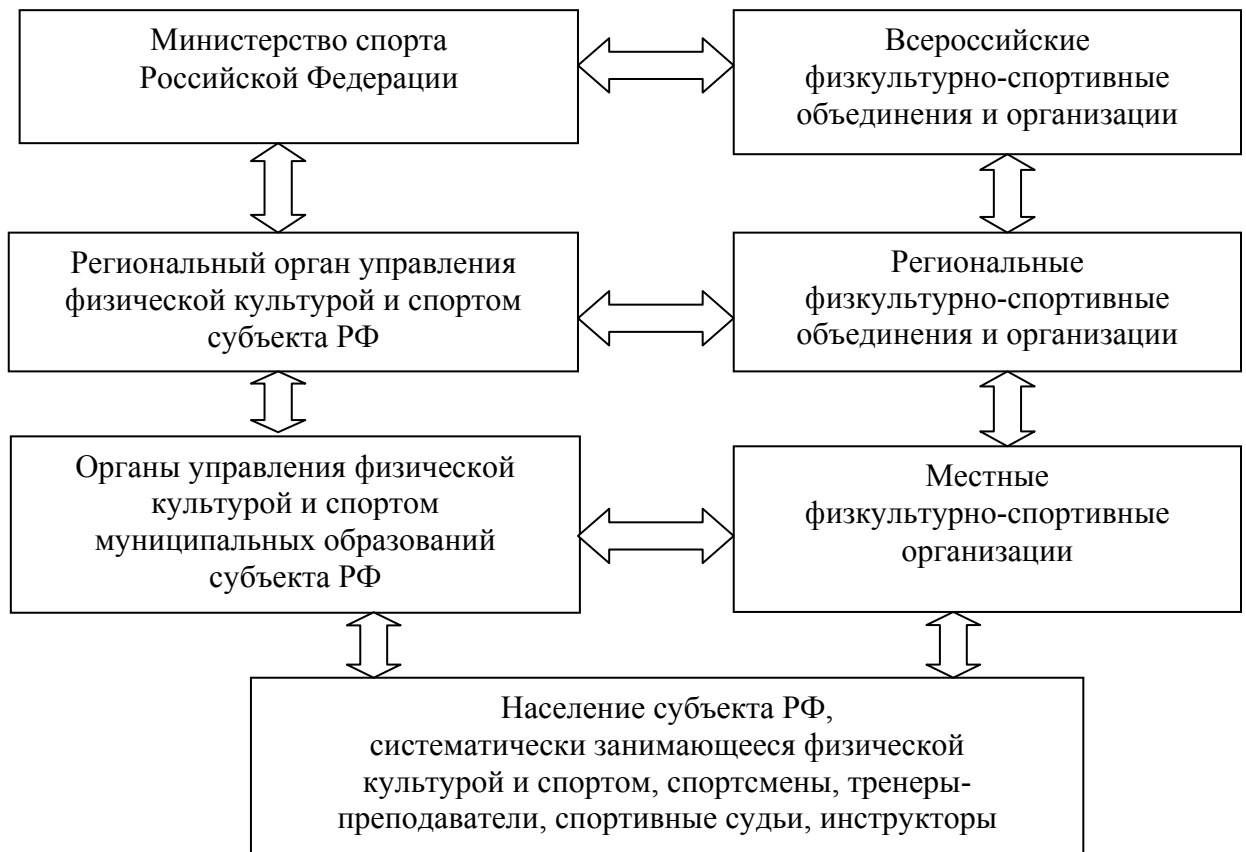 Министерство спорта
Российской Федерации
Всероссийские
физкультурно-спортивные
объединения и организации
Региональный орган управления
физической культурой и спортом
субъекта РФ
Региональные
физкультурно-спортивные
объединения и организации
Органы управления физической
культурой и спортом
муниципальных образований
субъекта РФ
Местные
физкультурно-спортивные
организации
Население субъекта РФ,
систематически занимающееся физической
культурой и спортом, спортсмены, тренеры-
преподаватели, спортивные судьи, инструкторы